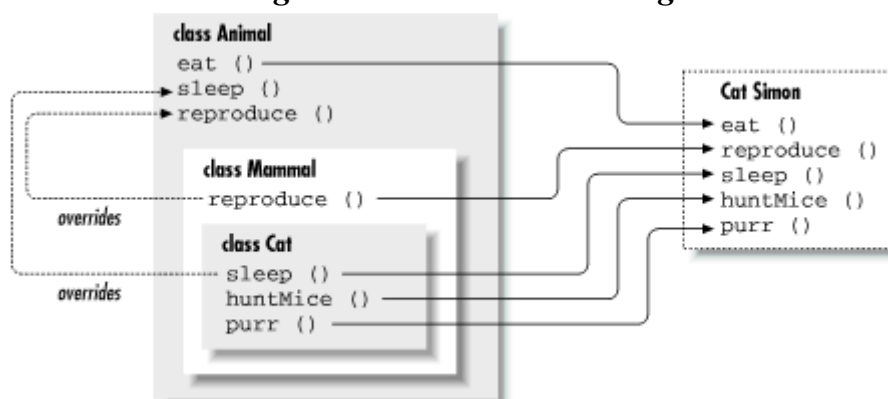 class Animal
eat ()
sleep ()
reproduce ()
class Mammal
reproduce ()
overrides
class Cat
sleep ()
huntMice ()
purr ()
overrides
Cat Simon
eat ()
reproduce ()
sleep ()
huntMice ()
purr ()